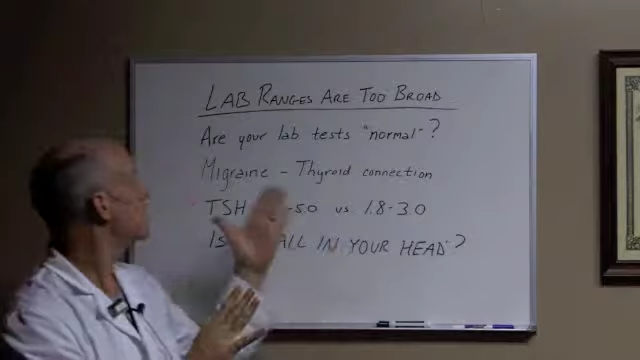 LAB RANGES ARE TOO BROAD
Are your lab tests "normal"?
Migraine - Thyroid connection
TSH -5.0 vs 1.8-3.0
ALL IN YOUR HEAD?